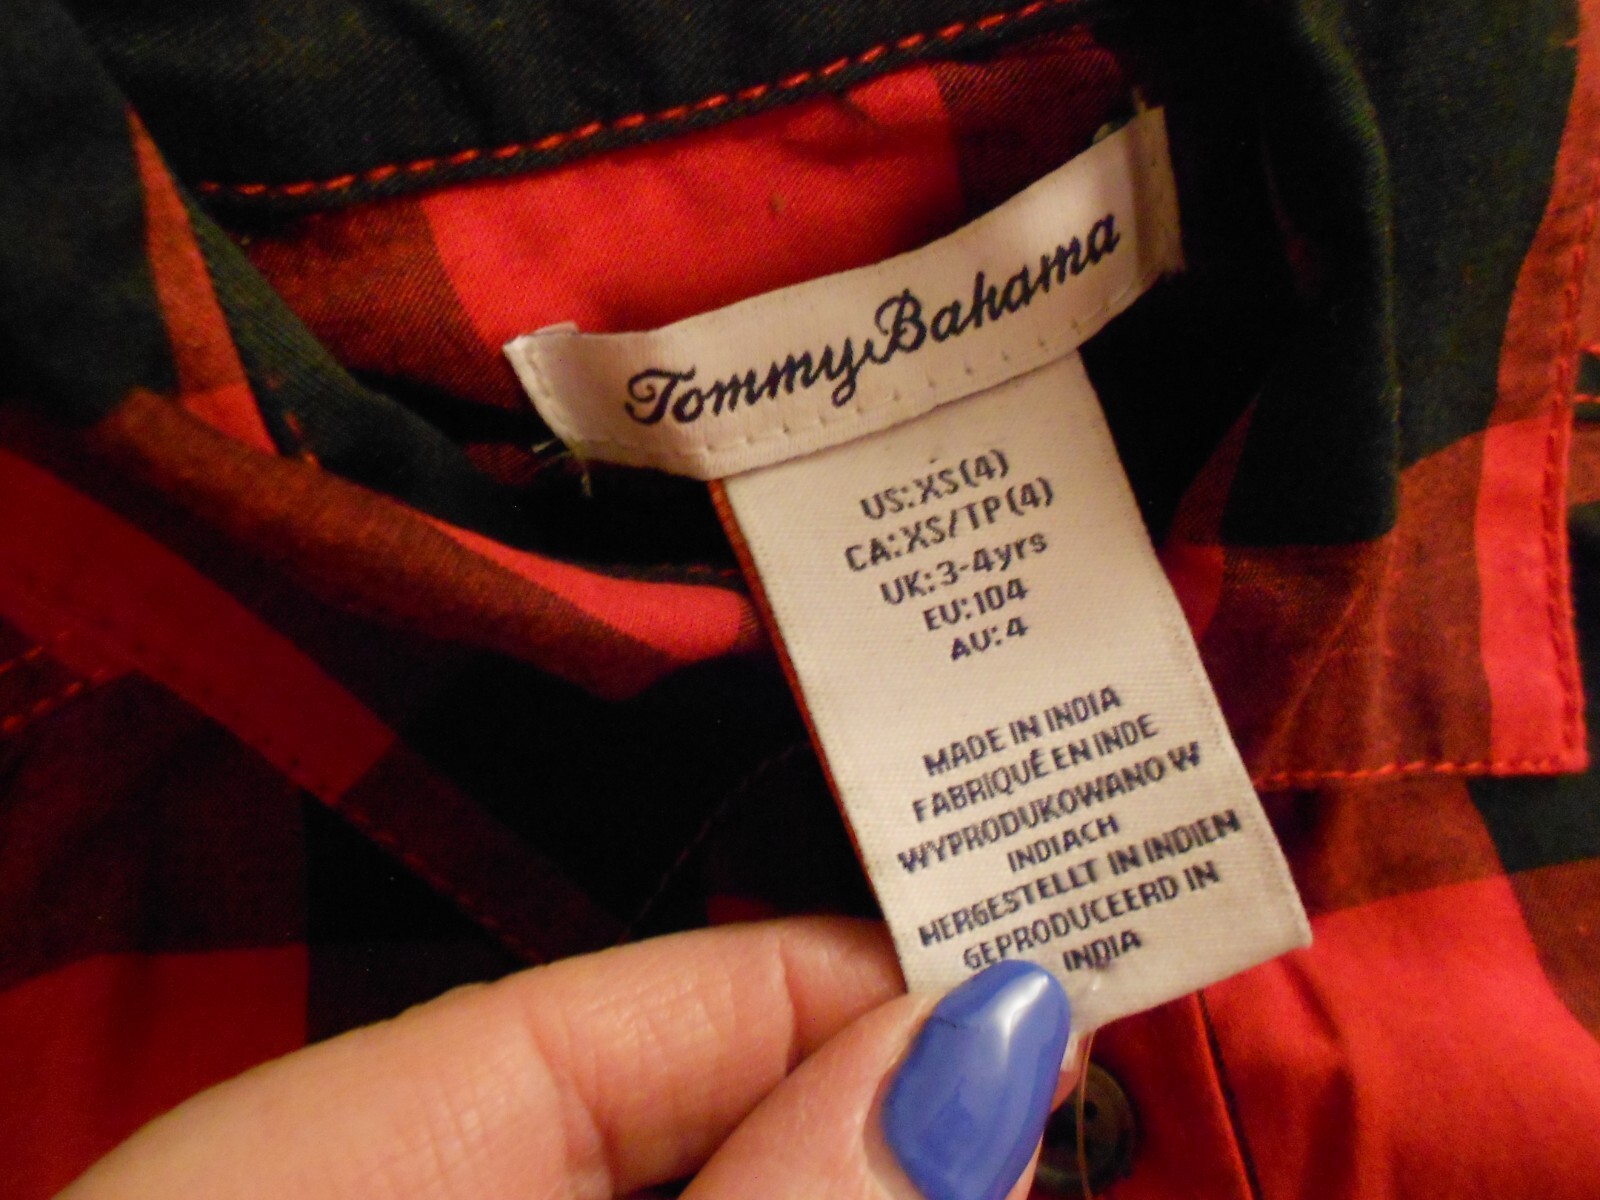 Tommy Bahama
US: XS (4)
CA: XS/TP (4)
UK: 3-4yrs
EU: 104
AU: 4
MADE IN INDIA
FABRIQUÉ EN INDE
WYPRODUKOWANO W
INDIACH
HERGESTELLT IN INDIEN
GEPRODUCEERD IN
INDIA